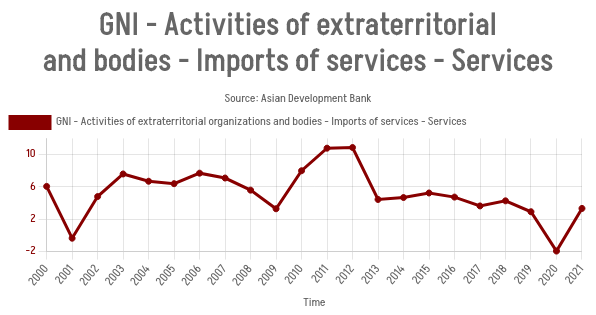 GNI - Activities of extraterritorial
and bodies - Imports of services - Services
Source: Asian Development Bank
GNI - Activities of extraterritorial organizations and bodies - Imports of services - Services
10
6
2
-2
2000 2001 2002 2003 2004 2005 2006 2007 2008 2009 2010 2011 2012 2013 2014 2015 2016 2017 2018 2019 2020 2021
Time